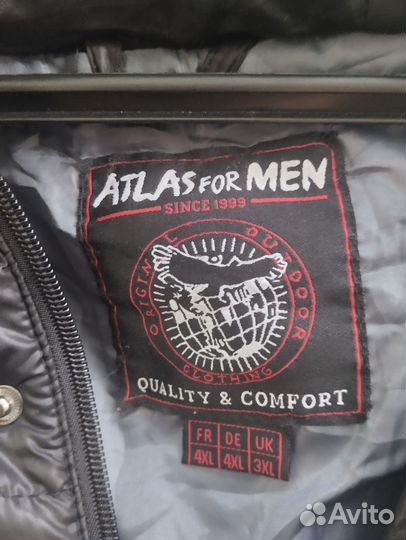 ATLAS FOR MEN
SINCE 1999
ORIGINAL OUTDOOR
CLOTHING
QUALITY & COMFORT
FR DE UK
4XL 4XL 3XL
Avito